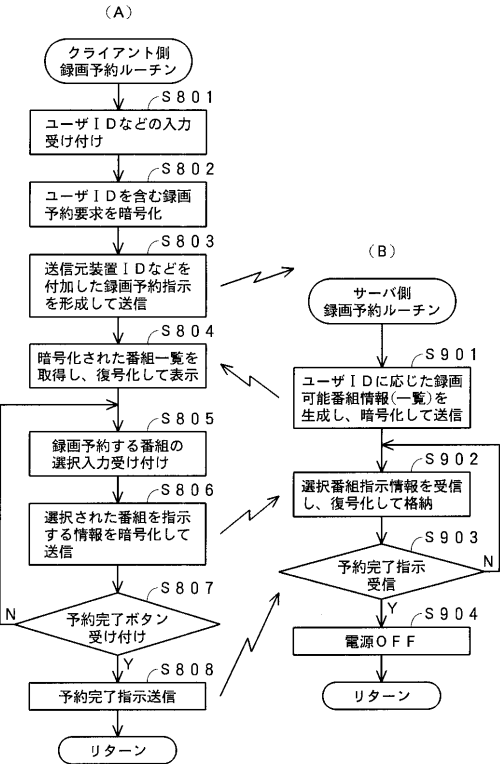 (A)
クライアント側
録画予約ルーチン
S801
ユーザIDなどの入力
受け付け
S802
ユーザIDを含む録画
予約要求を暗号化
S803
送信元装置IDなどを
付加した録画予約指示
を形成して送信
S804
暗号化された番組一覧を
取得し、復号化して表示
S805
録画予約する番組の
選択入力受け付け
S806
選択された番組を指示
する情報を暗号化して
送信
S807
予約完了ボタン
受け付け
N
Y
S808
予約完了指示送信
リターン
(B)
サーバ側
録画予約ルーチン
S901
ユーザIDに応じた録画
可能番組情報(一覧)を
生成し、暗号化して送信
S902
選択番組指示情報を受信
し、復号化して格納
S903
予約完了指示
受信
N
Y
S904
電源OFF
リターン